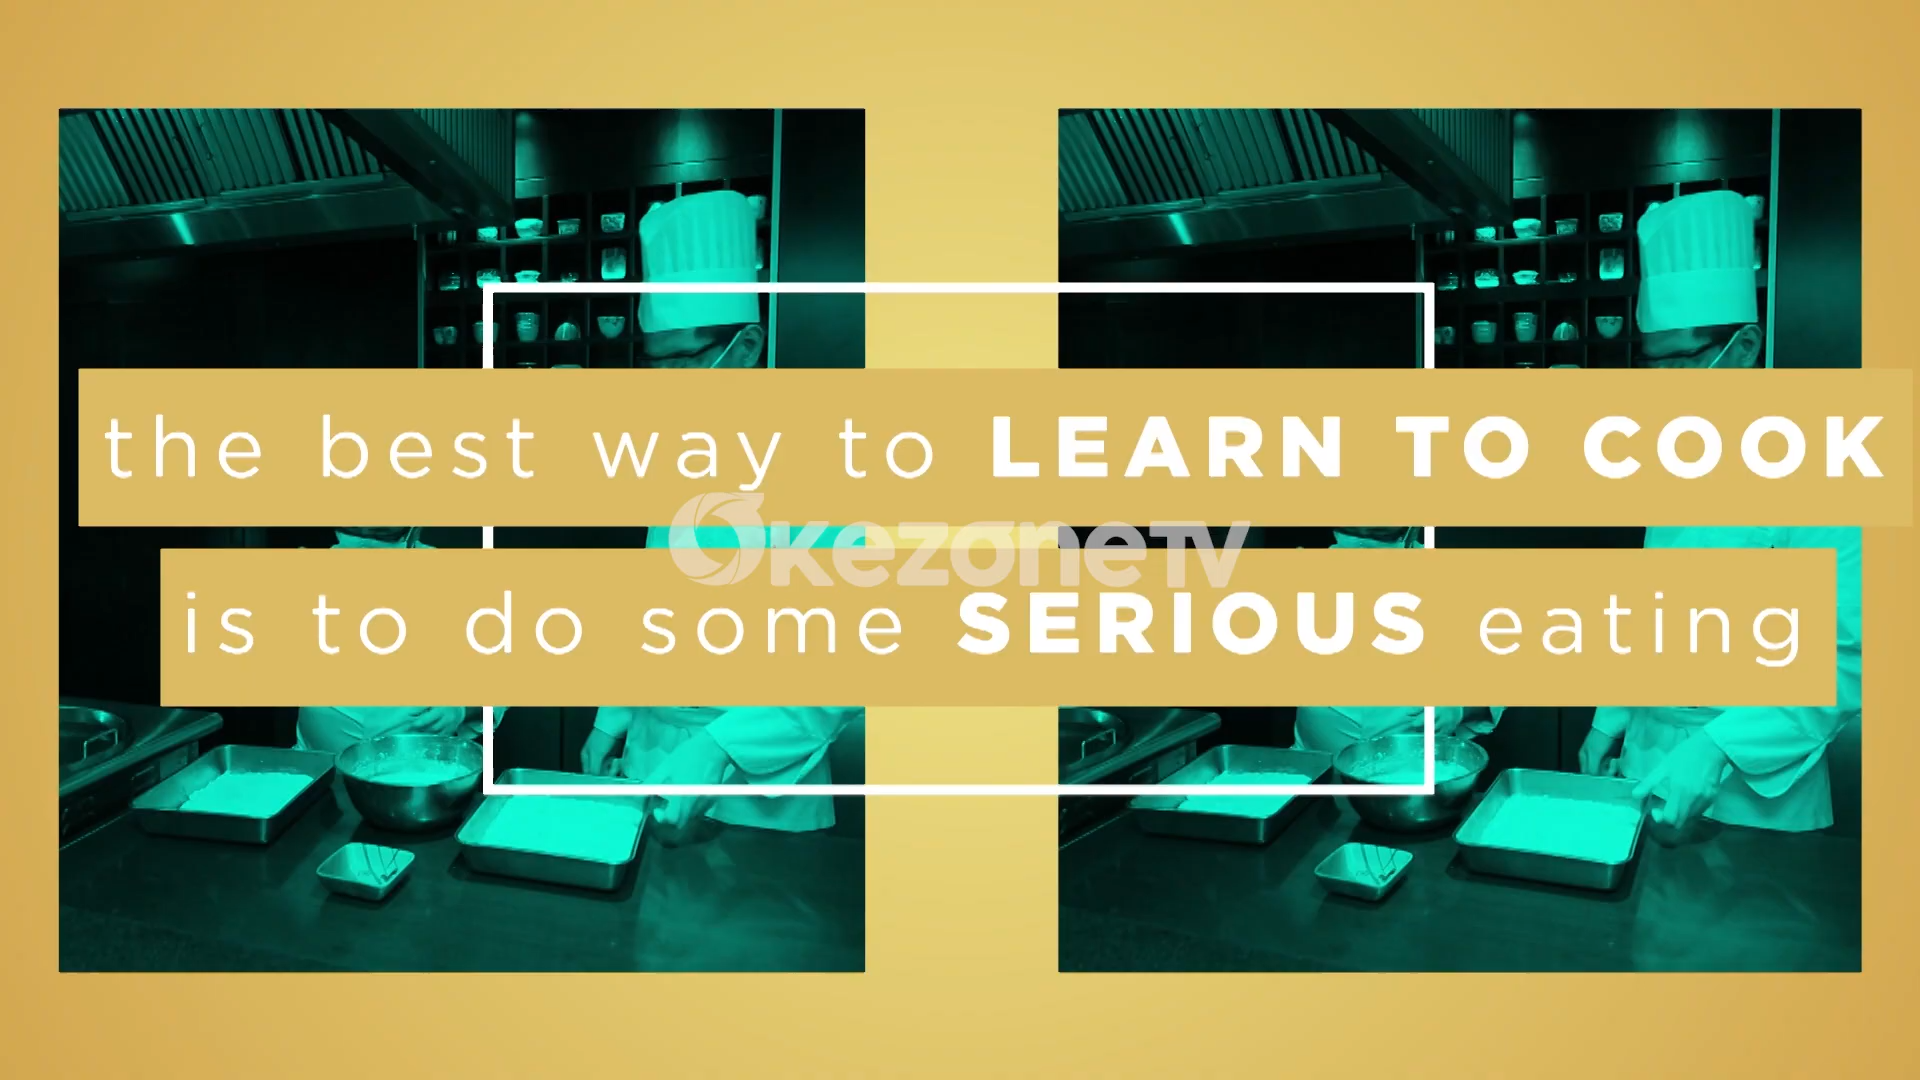 the best way to LEARN TO COOK
OkezoneTV
is to do some SERIOUS eating